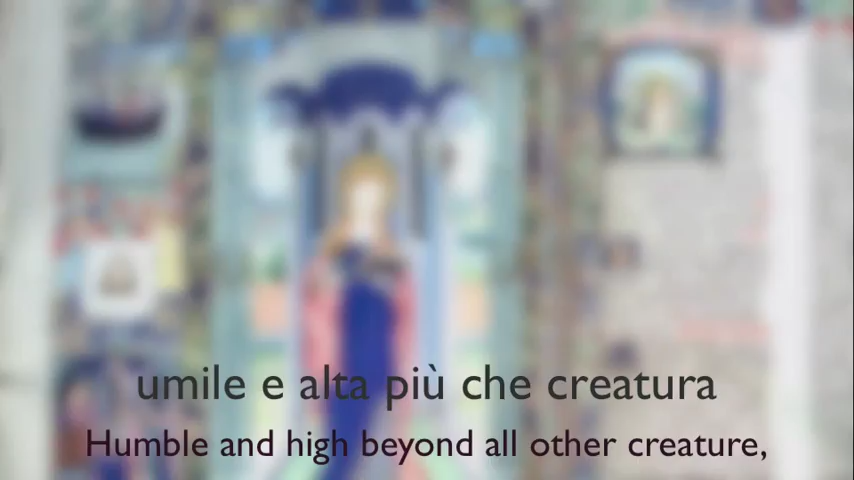 umile e alta più che creatura
Humble and high beyond all other creature,